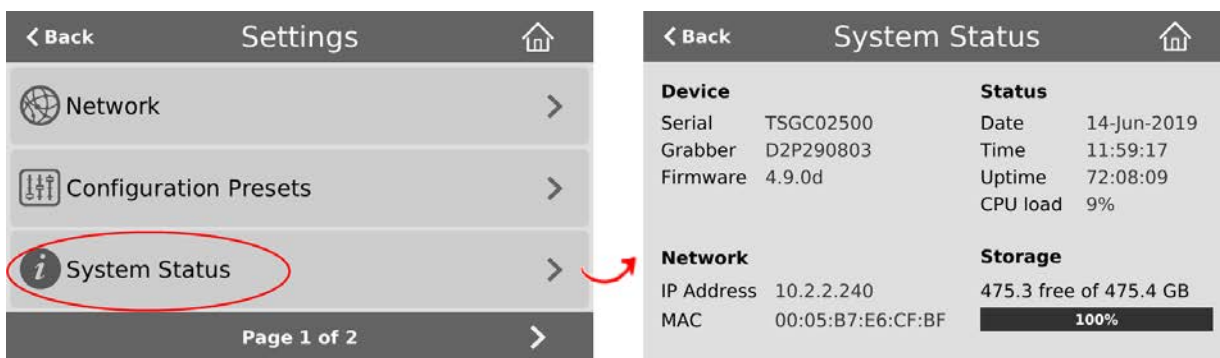 Back Settings
Network
Configuration Presets
System Status
Page 1 of 2
Back System Status
Device
Serial TSGC02500
Grabber D2P290803
Firmware 4.9.0d
Status
Date 14-Jun-2019
Time 11:59:17
Uptime 72:08:09
CPU load 9%
Network
IP Address 10.2.2.240
MAC 00:05:B7:E6:CF:BF
Storage
475.3 free of 475.4 GB
100%